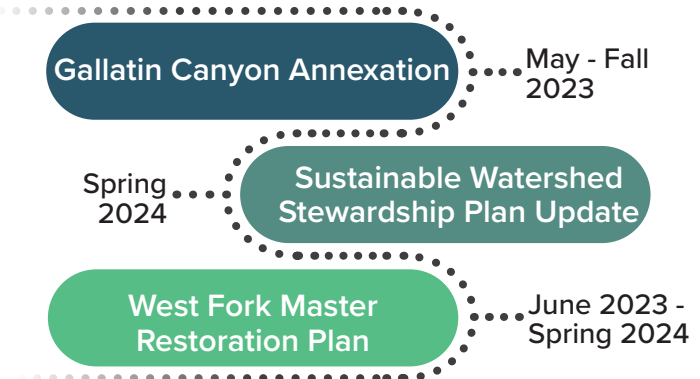 Gallatin Canyon Annexation
May - Fall
2023
Spring
2024
Sustainable Watershed
Stewardship Plan Update
West Fork Master
Restoration Plan
June 2023 -
Spring 2024